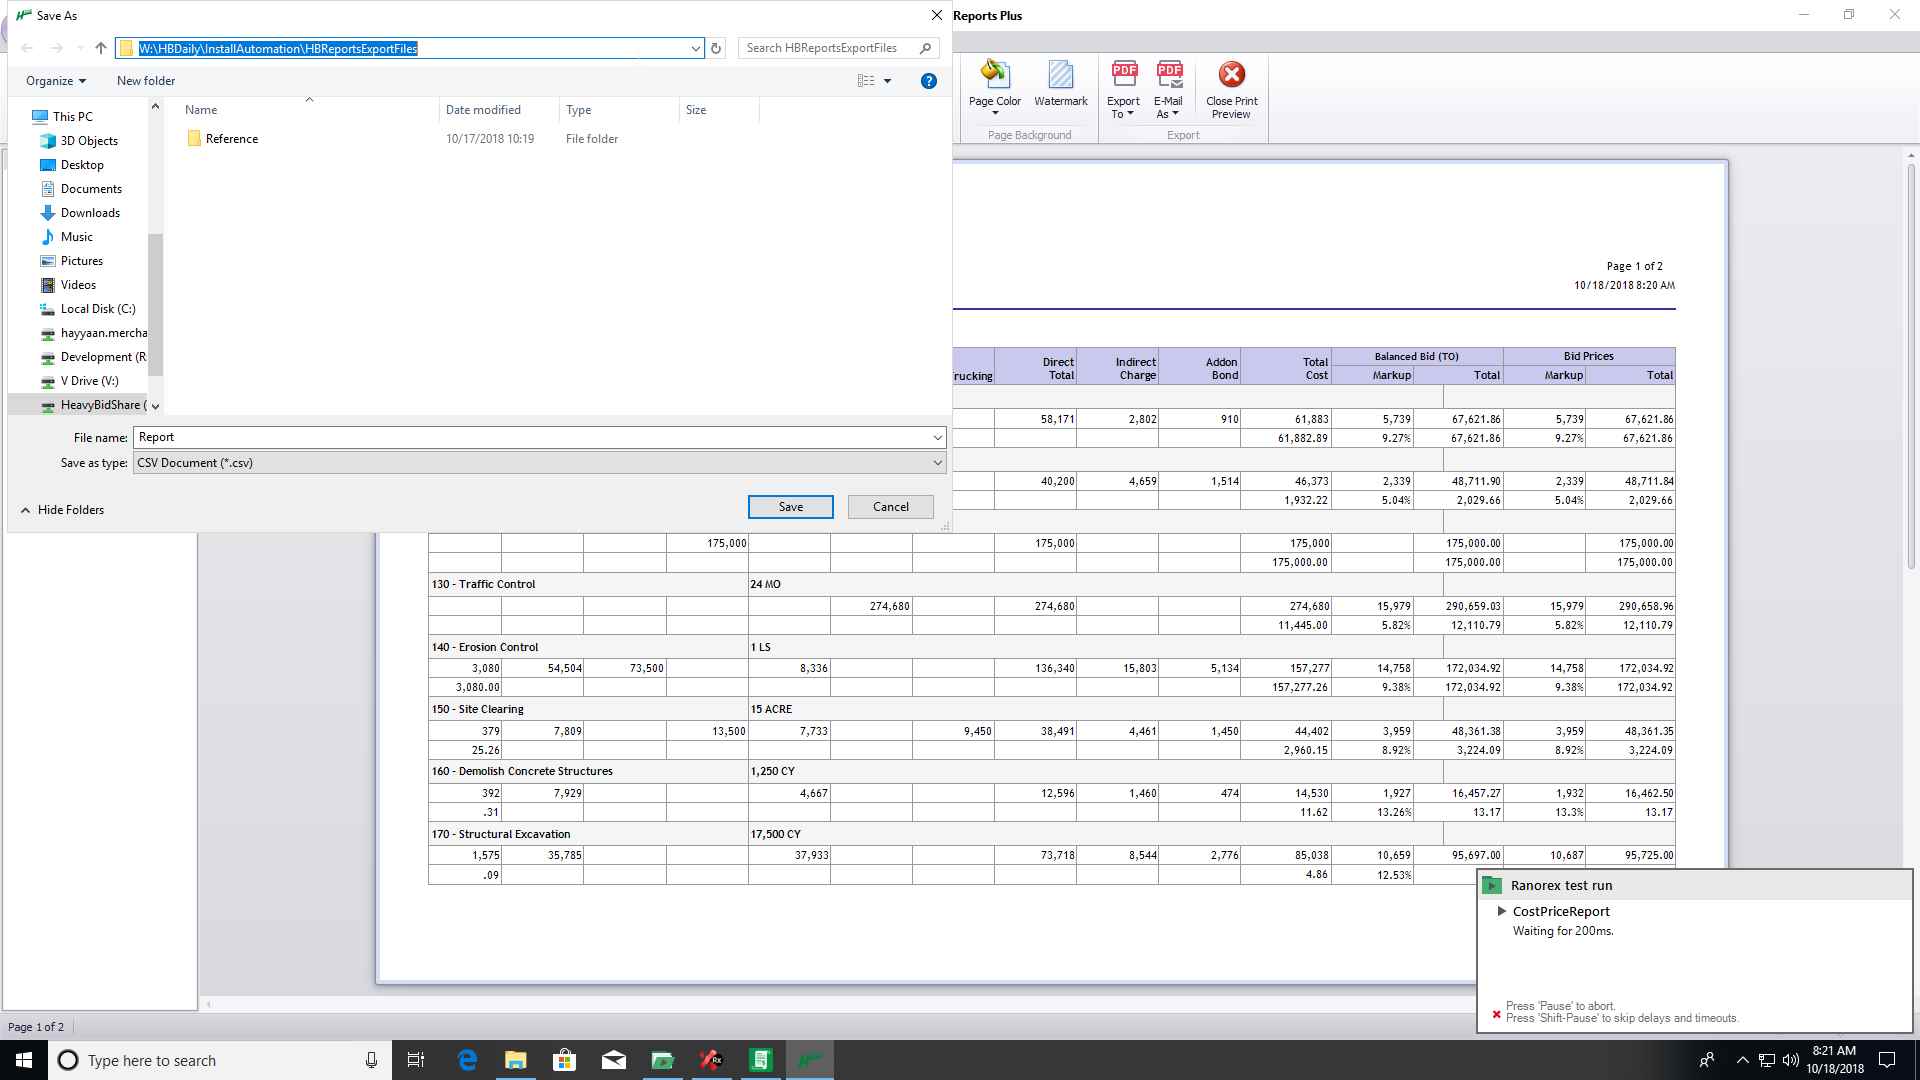 Save As
Reports Plus
W:\HBDaily\InstallAutomation\HBReportsExportFiles
Search HBReportsExportFiles
Organize
New folder
Page Color
Watermark
Page Background
Export To
E-Mail As
Close Print Preview
Export
Name
Date modified
Type
Size
Reference
10/17/2018 10:19
File folder
This PC
3D Objects
Desktop
Documents
Downloads
Music
Pictures
Videos
Local Disk (C:)
hayyaan.mercha
Development (R
V Drive (V:)
HeavyBidShare (
File name:
Report
Save as type:
CSV Document (*.csv)
Hide Folders
Save
Cancel
Page 1 of 2
10/18/2018 8:20 AM
rucking
Direct Total
Indirect Charge
Addon Bond
Total Cost
Balanced Bid (TO)
Bid Prices
Markup
Total
Markup
Total
58,171 2,802 910 61,883 5,739 67,621.86 5,739 67,621.86
61,882.89 9.27% 67,621.86 9.27% 67,621.86
40,200 4,659 1,514 46,373 2,339 48,711.90 2,339 48,711.84
1,932.22 5.04% 2,029.66 5.04% 2,029.66
175,000 175,000 175,000 175,000.00 175,000.00
175,000.00 175,000.00 175,000.00
130 - Traffic Control 24 MO
274,680 274,680 274,680 15,979 290,659.03 15,979 290,658.96
11,445.00 5.82% 12,110.79 5.82% 12,110.79
140 - Erosion Control 1 LS
3,080 54,504 73,500 8,336 136,340 15,803 5,134 157,277 14,758 172,034.92 14,758 172,034.92
3,080.00 157,277.26 9.38% 172,034.92 9.38% 172,034.92
150 - Site Clearing 15 ACRE
379 7,809 13,500 7,733 9,450 38,491 4,461 1,450 44,402 3,959 48,361.38 3,959 48,361.35
25.26 2,960.15 8.92% 3,224.09 8.92% 3,224.09
160 - Demolish Concrete Structures 1,250 CY
392 7,929 4,667 12,596 1,460 474 14,530 1,927 16,457.27 1,932 16,462.50
.31 11.62 13.26% 13.17 13.3% 13.17
170 - Structural Excavation 17,500 CY
1,575 35,785 37,933 73,718 8,544 2,776 85,038 10,659 95,697.00 10,687 95,725.00
.09 4.86 12.53%
Ranorex test run
CostPriceReport
Waiting for 200ms.
Press 'Pause' to abort.
Press 'Shift-Pause' to skip delays and timeouts.
Page 1 of 2
Type here to search
8:21 AM
10/18/2018